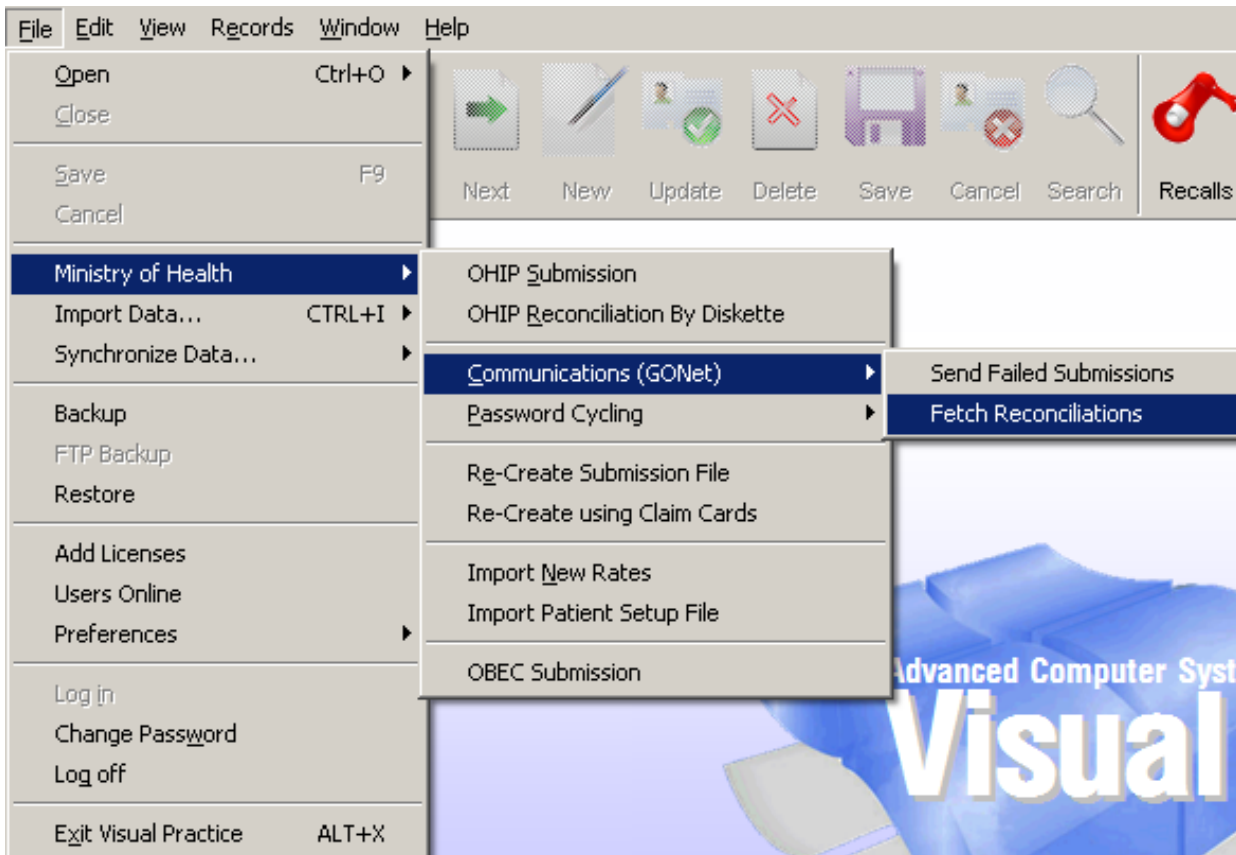 File Edit View Records Window Help
Open Ctrl+O
Close
Save F9
Cancel
Ministry of Health
Import Data... CTRL+I
Synchronize Data...
Backup
FTP Backup
Restore
Add Licenses
Users Online
Preferences
Log in
Change Password
Log off
Exit Visual Practice ALT+X
Next New Update Delete Save Cancel Search Recalls
OHIP Submission
OHIP Reconciliation By Diskette
Communications (GONet)
Password Cycling
Re-Create Submission File
Re-Create using Claim Cards
Import New Rates
Import Patient Setup File
OBEC Submission
Send Failed Submissions
Fetch Reconciliations
Advanced Computer Syst
Visual